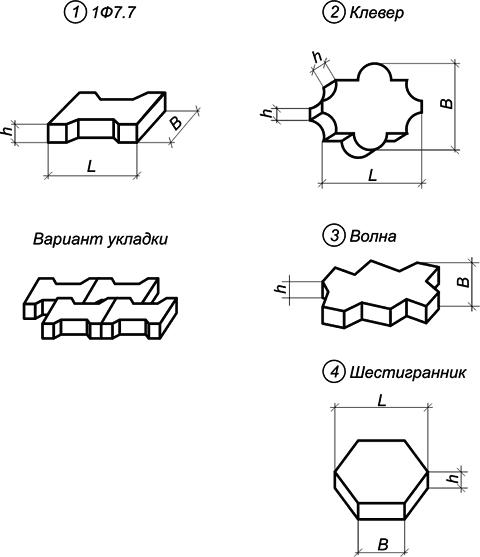 1 1Ф7.7
h
B
L
Вариант укладки
2 Клевер
h
h
B
L
3 Волна
h
B
4 Шестигранник
L
h
B